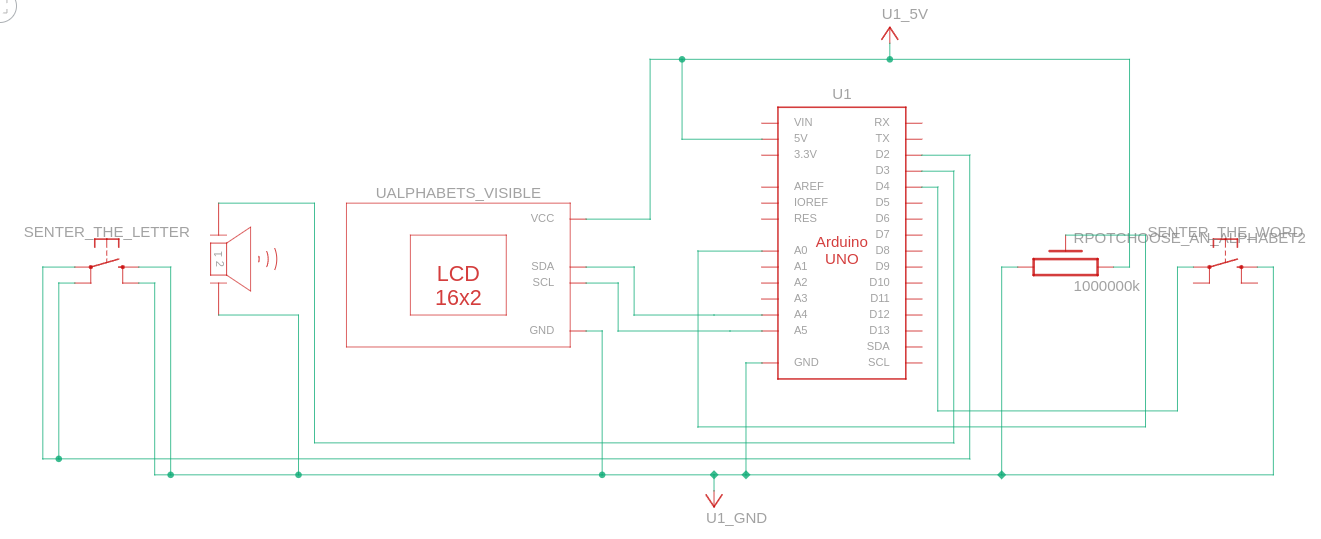 U1_5V
U1
VIN
5V
3.3V
AREF
IOREF
RES
A0
A1
A2
A3
A4
A5
GND
Arduino
UNO
RX
TX
D2
D3
D4
D5
D6
D7
D8
D9
D10
D11
D12
D13
SDA
SCL
UALPHABETS_VISIBLE
VCC
SDA
SCL
GND
LCD
16x2
SENTER_THE_LETTER
1
2
SENTER_THE_WORD
RPOTCHOOSE_AN_ALPHABET2
1000000k
U1_GND